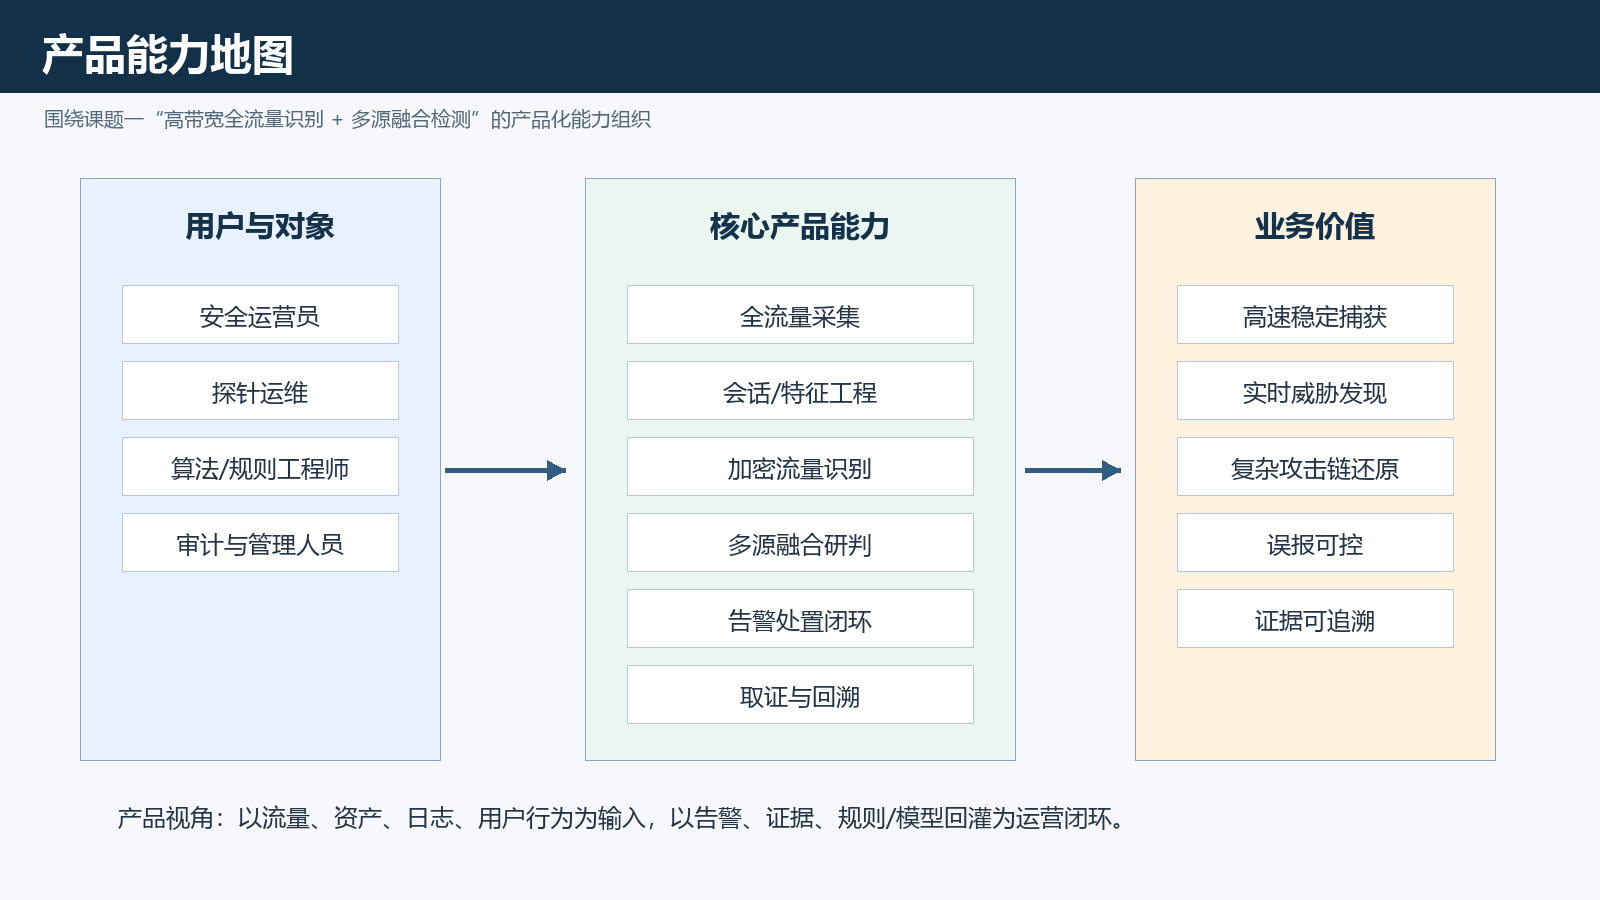 产品能力地图
围绕课题一“高带宽全流量识别 + 多源融合检测”的产品化能力组织
用户与对象
安全运营员
探针运维
算法/规则工程师
审计与管理人员
核心产品能力
全流量采集
会话/特征工程
加密流量识别
多源融合研判
告警处置闭环
取证与回溯
业务价值
高速稳定捕获
实时威胁发现
复杂攻击链还原
误报可控
证据可追溯
产品视角：以流量、资产、日志、用户行为为输入，以告警、证据、规则/模型回灌为运营闭环。